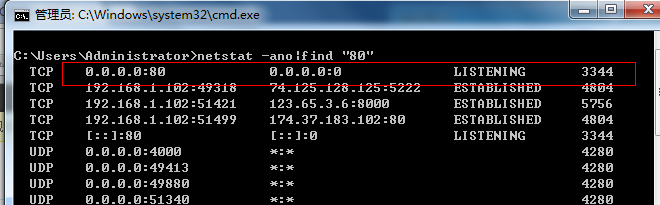 管理员: C:\Windows\system32\cmd.exe
C:\Users\Administrator>netstat -ano|find "80"
TCP 0.0.0.0:80 0.0.0.0:0 LISTENING 3344
TCP 192.168.1.102:49318 74.125.128.125:5222 ESTABLISHED 4804
TCP 192.168.1.102:51421 123.65.3.6:8000 ESTABLISHED 5756
TCP 192.168.1.102:51499 174.37.183.102:80 ESTABLISHED 4804
TCP [::]:80 [::]:0 LISTENING 3344
UDP 0.0.0.0:4000 *:* 4280
UDP 0.0.0.0:49413 *:* 4280
UDP 0.0.0.0:49880 *:* 4280
UDP 0.0.0.0:51340 *:* 4280